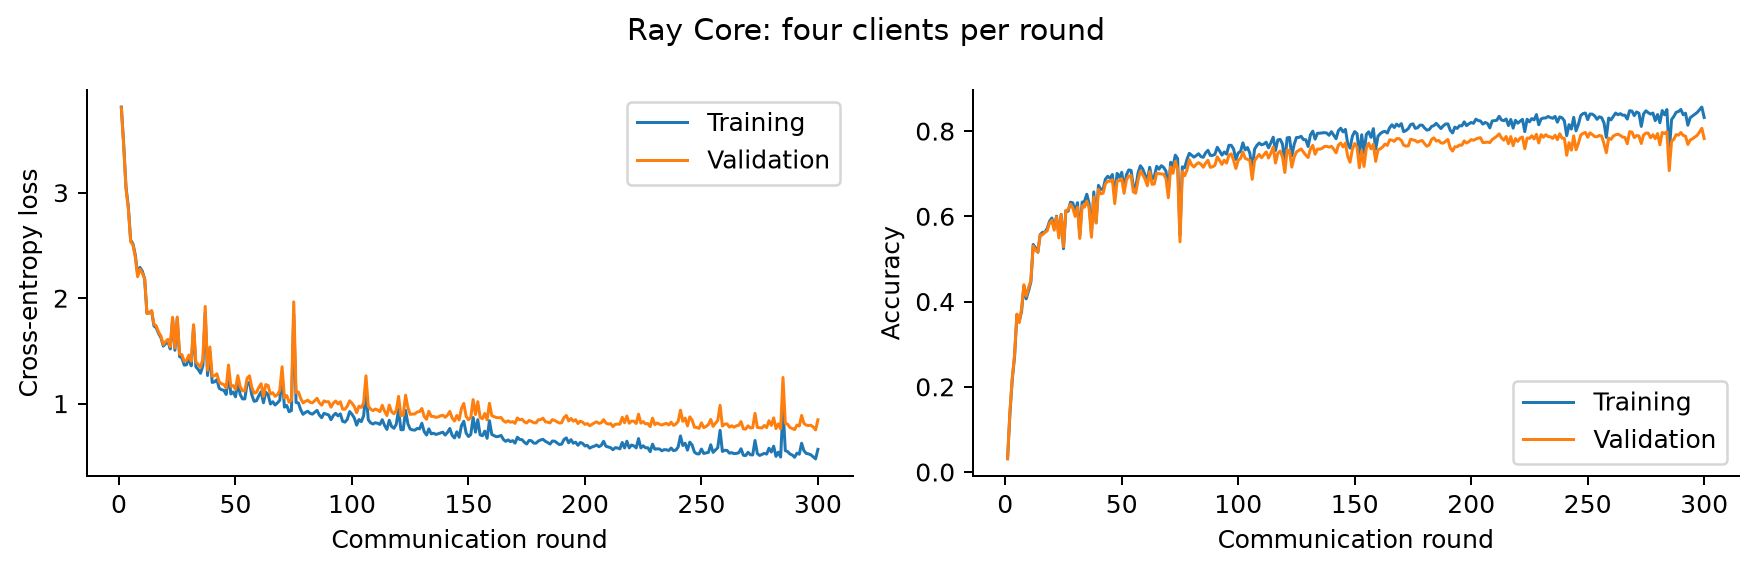 Ray Core: four clients per round
Cross-entropy loss
3
2
1
0
50
100
150
200
250
300
Communication round
Training
Validation
Accuracy
0.8
0.6
0.4
0.2
0.0
0
50
100
150
200
250
300
Communication round
Training
Validation